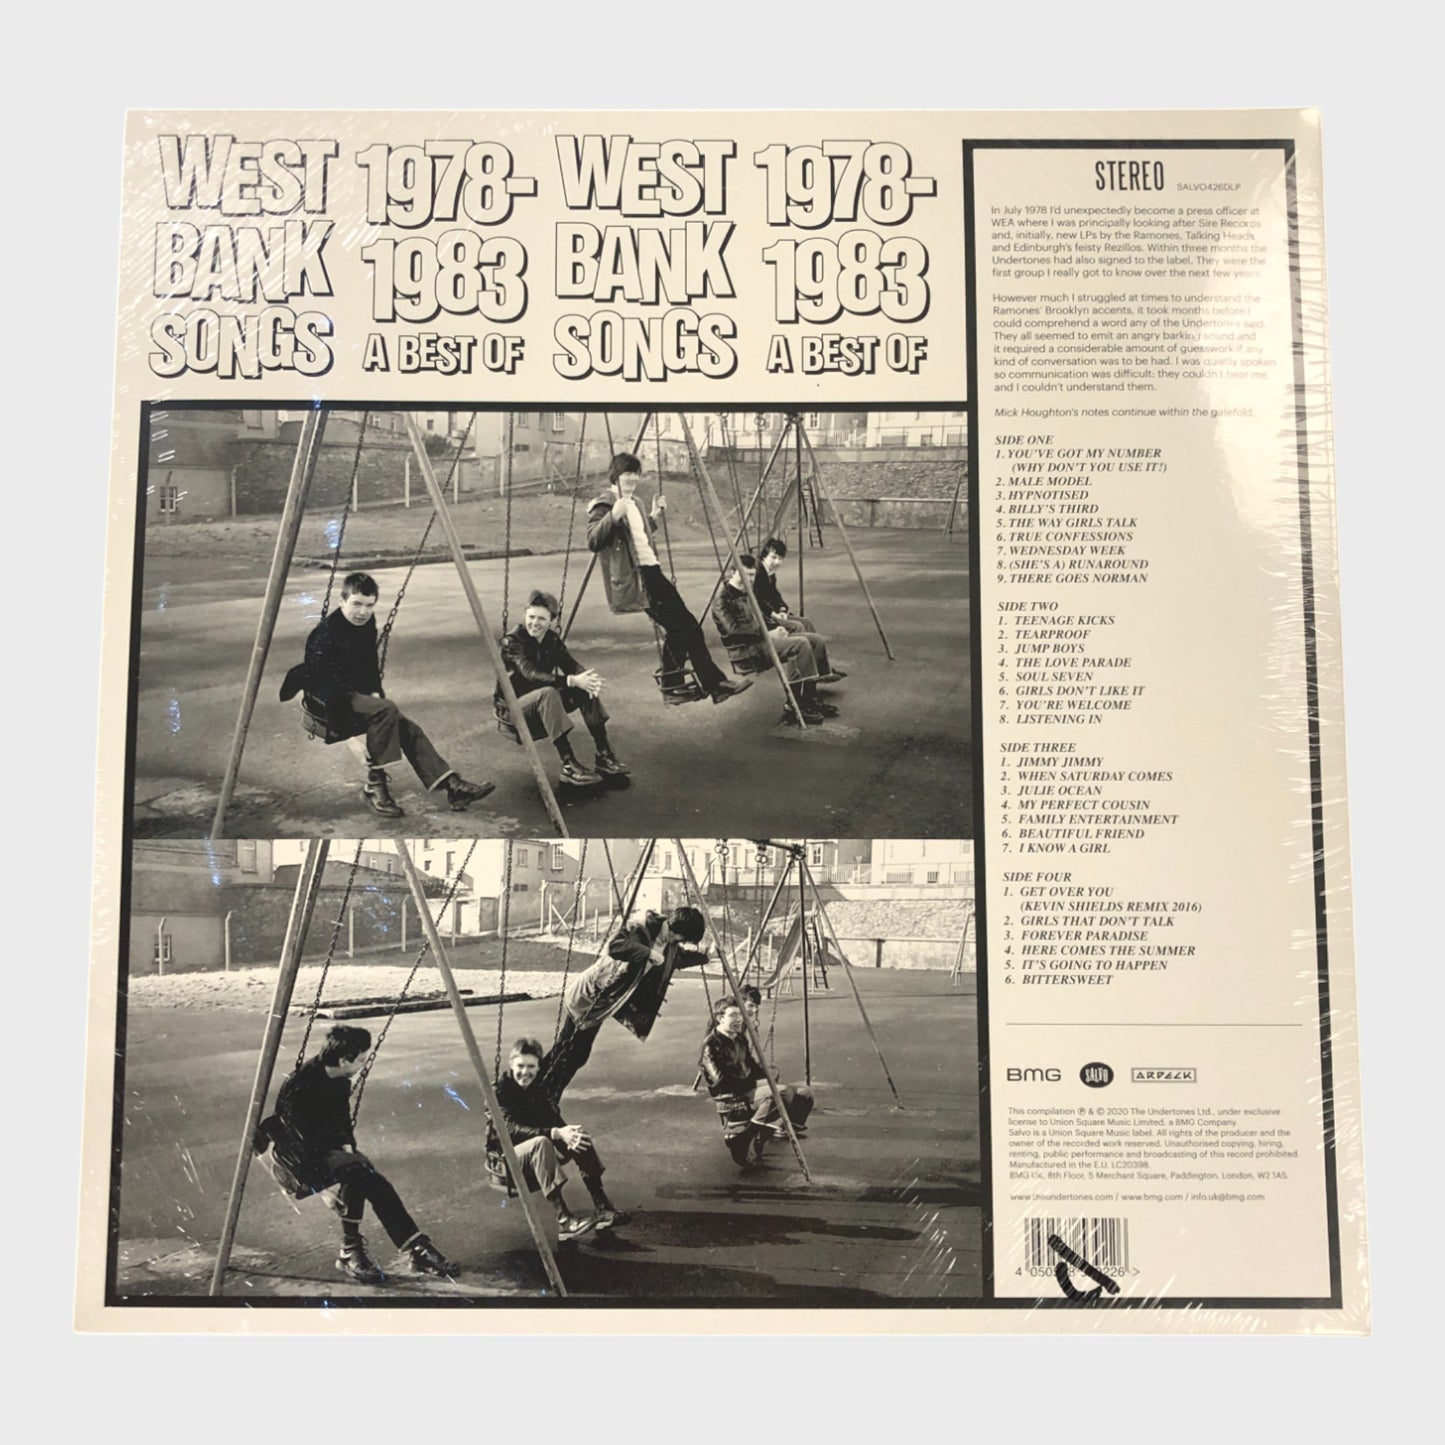 WEST 1978- WEST 1978-
BANK 1983 BANK 1983
SONGS A BEST OF SONGS A BEST OF
STEREO SALVO426DLP
In July 1978 I'd unexpectedly become a press officer at
WEA where I was principally looking after Sire Records
and, initially, new LPs by the Ramones, Talking Heads
and Edinburgh's feisty Rezillos. Within three months the
Undertones had also signed to the label. They were the
first group I really got to know over the next few years.
However much I struggled at times to understand the
Ramones' Brooklyn accents, it took months before I
could comprehend a word any of the Undertones said.
They all seemed to emit an angry barking sound and
it required a considerable amount of guesswork if any
kind of conversation was to be had. I was quietly spoken
so communication was difficult: they couldn't hear me
and I couldn't understand them.
Mick Houghton's notes continue within the gatefold.
SIDE ONE
1. YOU'VE GOT MY NUMBER
(WHY DON'T YOU USE IT!)
2. MALE MODEL
3. HYPNOTISED
4. BILLY'S THIRD
5. THE WAY GIRLS TALK
6. TRUE CONFESSIONS
7. WEDNESDAY WEEK
8. (SHE'S A) RUNAROUND
9. THERE GOES NORMAN
SIDE TWO
1. TEENAGE KICKS
2. TEARPROOF
3. JUMP BOYS
4. THE LOVE PARADE
5. SOUL SEVEN
6. GIRLS DON'T LIKE IT
7. YOU'RE WELCOME
8. LISTENING IN
SIDE THREE
1. JIMMY JIMMY
2. WHEN SATURDAY COMES
3. JULIE OCEAN
4. MY PERFECT COUSIN
5. FAMILY ENTERTAINMENT
6. BEAUTIFUL FRIEND
7. I KNOW A GIRL
SIDE FOUR
1. GET OVER YOU
(KEVIN SHIELDS REMIX 2016)
2. GIRLS THAT DON'T TALK
3. FOREVER PARADISE
4. HERE COMES THE SUMMER
5. IT'S GOING TO HAPPEN
6. BITTERSWEET
BMG SALVO ARDECK
This compilation ℗ & © 2020 The Undertones Ltd., under exclusive
license to Union Square Music Limited, a BMG Company.
Salvo is a Union Square Music label. All rights of the producer and the
owner of the recorded work reserved. Unauthorised copying, hiring,
renting, public performance and broadcasting of this record prohibited.
Manufactured in the E.U. LC20398.
BMG UK, 8th Floor, 5 Merchant Square, Paddington, London, W2 1AS.
www.theundertones.com / www.bmg.com / info.uk@bmg.com